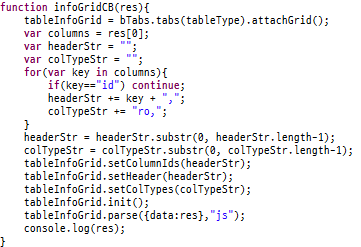 function infoGridCB(res){
    tableInfoGrid = bTabs.tabs(tableType).attachGrid();
    var columns = res[0];
    var headerStr = "";
    var colTypeStr = "";
    for(var key in columns){
        if(key=="id") continue;
        headerStr += key + ",";
        colTypeStr += "ro,";
    }
    headerStr = headerStr.substr(0, headerStr.length-1);
    colTypeStr = colTypeStr.substr(0, colTypeStr.length-1);
    tableInfoGrid.setColumnIds(headerStr);
    tableInfoGrid.setHeader(headerStr);
    tableInfoGrid.setColTypes(colTypeStr);
    tableInfoGrid.init();
    tableInfoGrid.parse({data:res},"js");
    console.log(res);
}